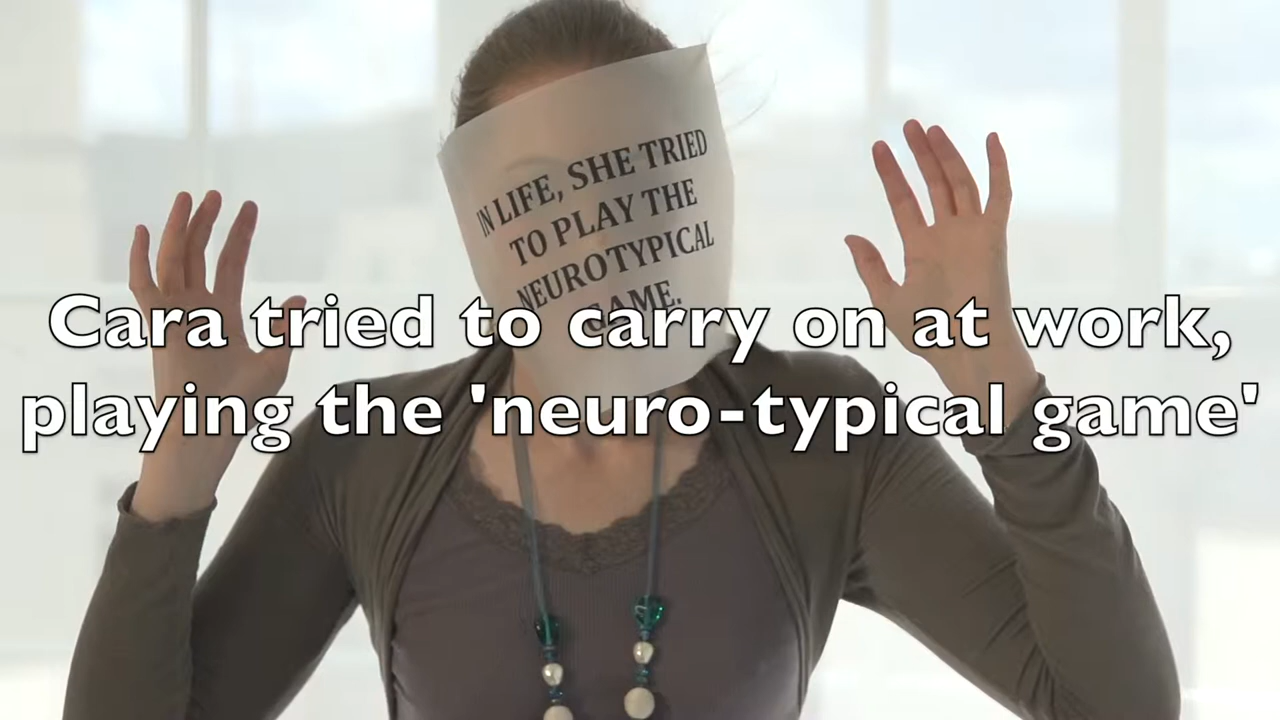 IN LIFE, SHE TRIED
TO PLAY THE
NEUROTYPICAL
GAME.
Cara tried to carry on at work,
playing the 'neuro-typical game'